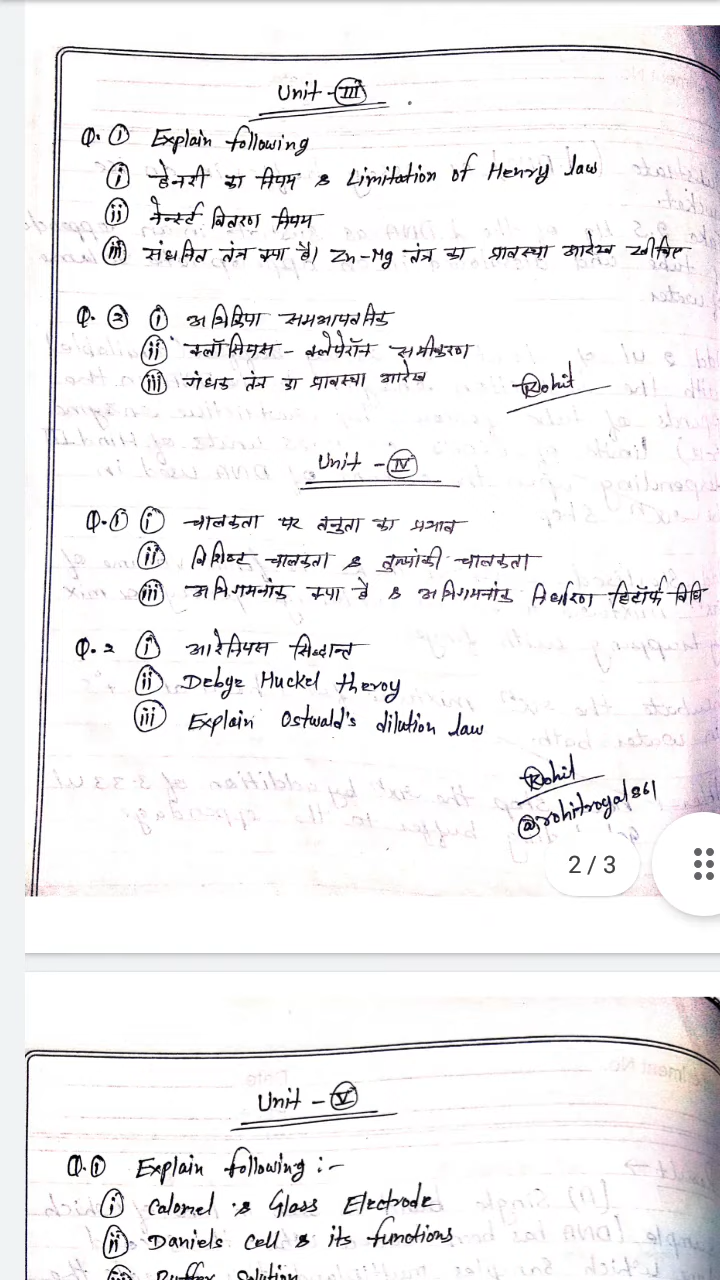 Unit - III
Q. ① Explain following
ⓘ हेनरी का नियम & Limitation of Henry law
ⓘⓘ नेर्न्स्ट वितरण नियम
ⓘⓘⓘ संघनित तंत्र क्या है। Zn-Mg तंत्र का प्रावस्था आरेख खींचिए
Q. ② ⓘ अभिक्रिया समआयतनिक
ⓘⓘ क्लॉसियस - क्लेपेरॉन समीकरण
ⓘⓘⓘ गंधक तंत्र का प्रावस्था आरेख
Rohit
Unit - IV
Q. ① ⓘ चालकता पर तनुता का प्रभाव
ⓘⓘ विशिष्ट चालकता & तुल्यांकी चालकता
ⓘⓘⓘ अभिगमनांक क्या है & अभिगमनांक निर्धारण हिटॉर्फ विधि
Q. 2 ⓘ आरेनियस सिद्धान्त
ⓘⓘ Debye Huckel theroy
ⓘⓘⓘ Explain Ostwald's dilution law
Rohit
@rohitroyal861
2 / 3
Unit - V
Q. ① Explain following :-
ⓘ Calomel & Glass Electrode
ⓘⓘ Daniels cell & its functions
Buffer Solution